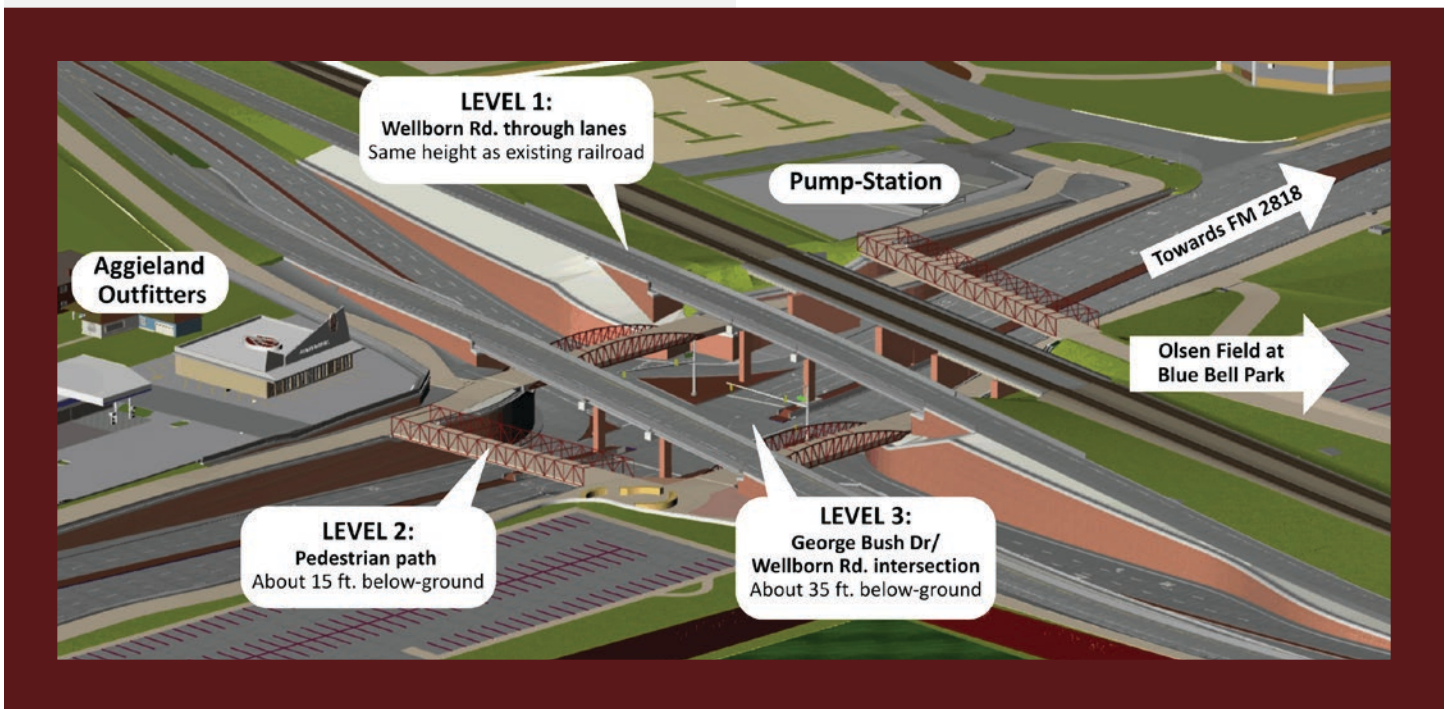 LEVEL 1:
Wellborn Rd. through lanes
Same height as existing railroad
Pump-Station
Towards FM 2818
Aggieland
Outfitters
Olsen Field at
Blue Bell Park
LEVEL 2:
Pedestrian path
About 15 ft. below-ground
LEVEL 3:
George Bush Dr/
Wellborn Rd. intersection
About 35 ft. below-ground